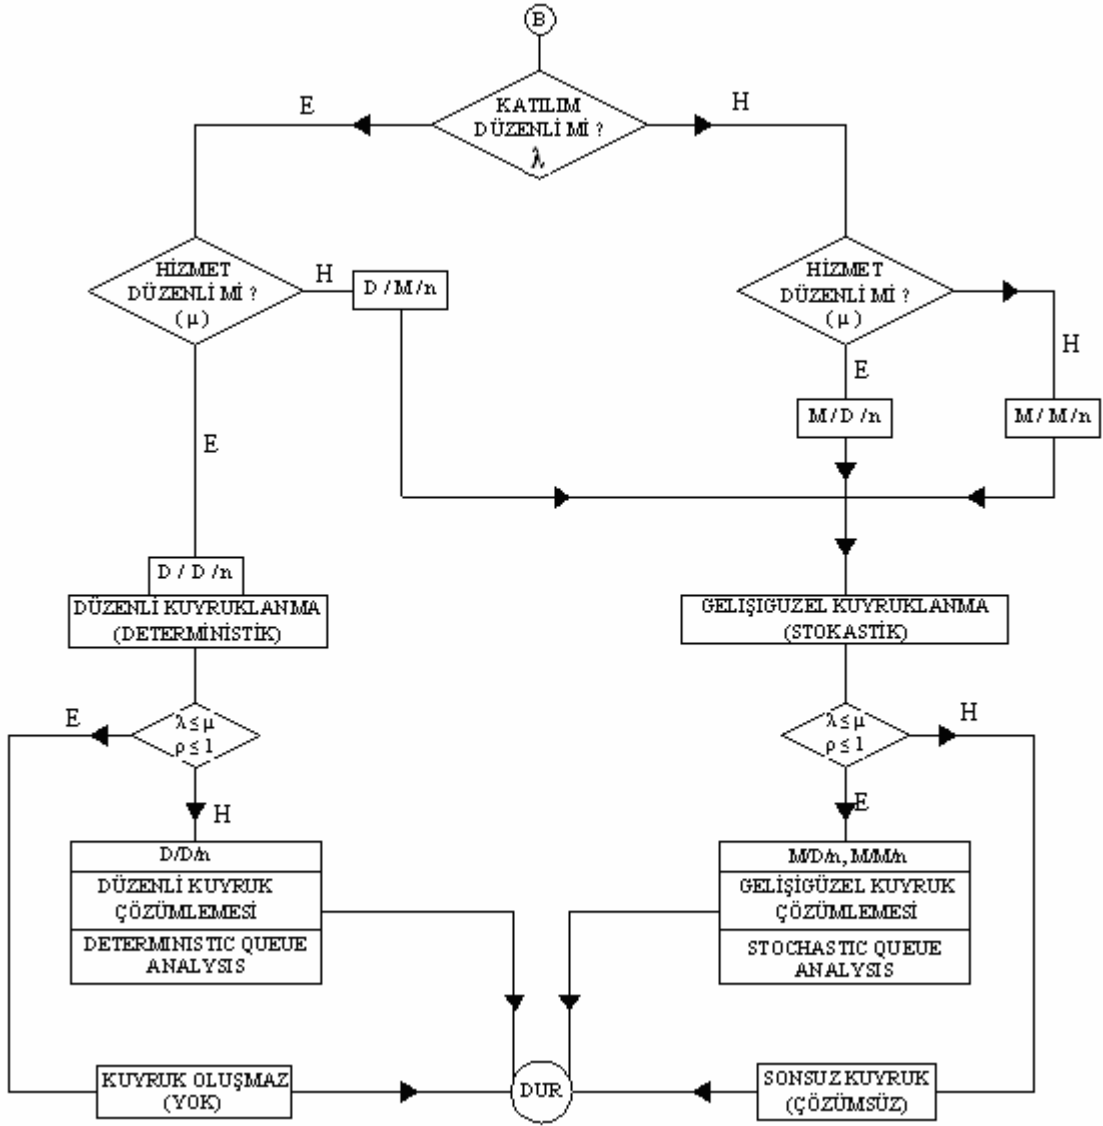 B
KATILIM
DÜZENLİ Mİ ?
λ
E
H
HİZMET
DÜZENLİ Mİ ?
( μ )
H
D / M / n
HİZMET
DÜZENLİ Mİ ?
( μ )
H
E
M / D / n
M / M / n
E
D / D / n
DÜZENLİ KUYRUKLANMA
(DETERMİNİSTİK)
GELIŞIGUZEL KUYRUKLANMA
(STOKASTİK)
E
λ ≤ μ
ρ ≤ 1
H
λ ≤ μ
ρ ≤ 1
H
E
D/D/n
DÜZENLİ KUYRUK
ÇÖZÜMLEMESİ
DETERMINISTIC QUEUE
ANALYSIS
M/D/n, M/M/n
GELİŞİGÜZEL KUYRUK
ÇÖZÜMLEMESİ
STOCHASTIC QUEUE
ANALYSIS
KUYRUK OLUŞMAZ
(YOK)
DUR
SONSUZ KUYRUK
(ÇÖZÜMSÜZ)